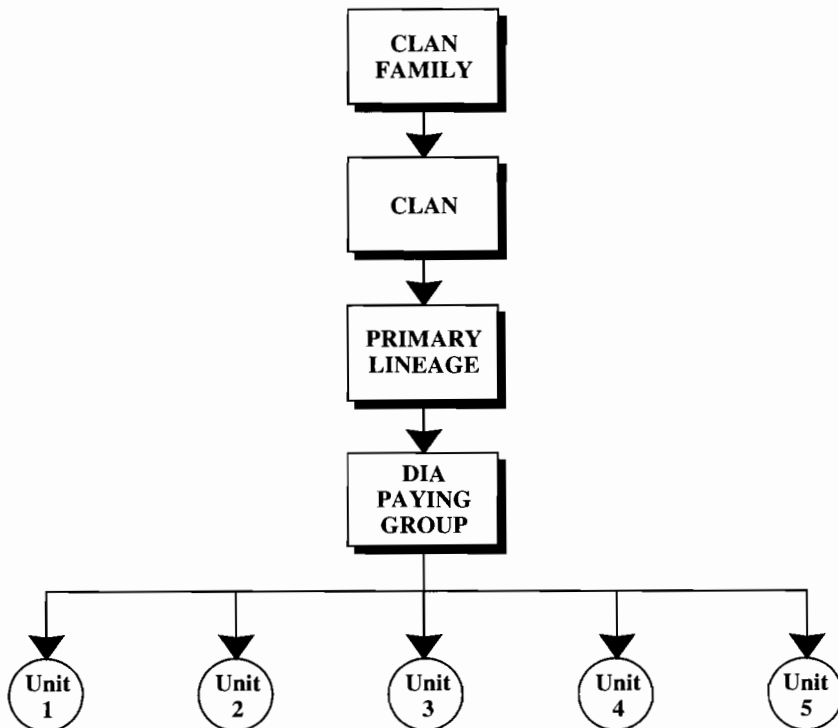 CLAN
FAMILY
CLAN
PRIMARY
LINEAGE
DIA
PAYING
GROUP
Unit
1
Unit
2
Unit
3
Unit
4
Unit
5